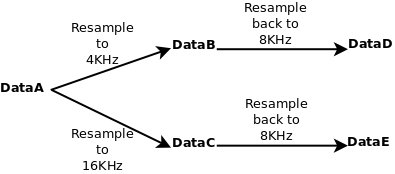 Resample
to
4KHz
Resample
back to
8KHz
DataB
DataD
DataA
Resample
to
16KHz
Resample
back to
8KHz
DataC
DataE